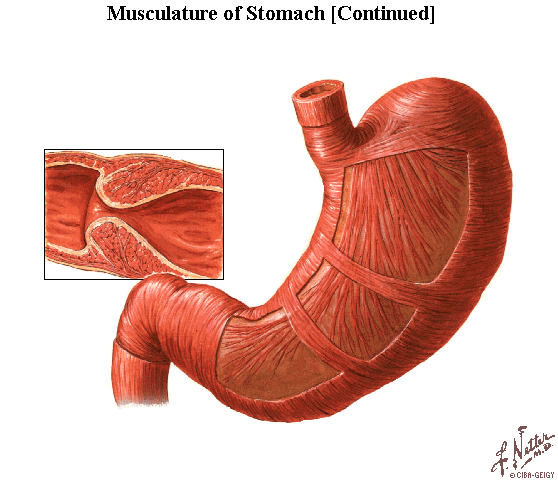 Musculature of Stomach [Continued]
F. Netter
M.D.
© CIBA-GEIGY